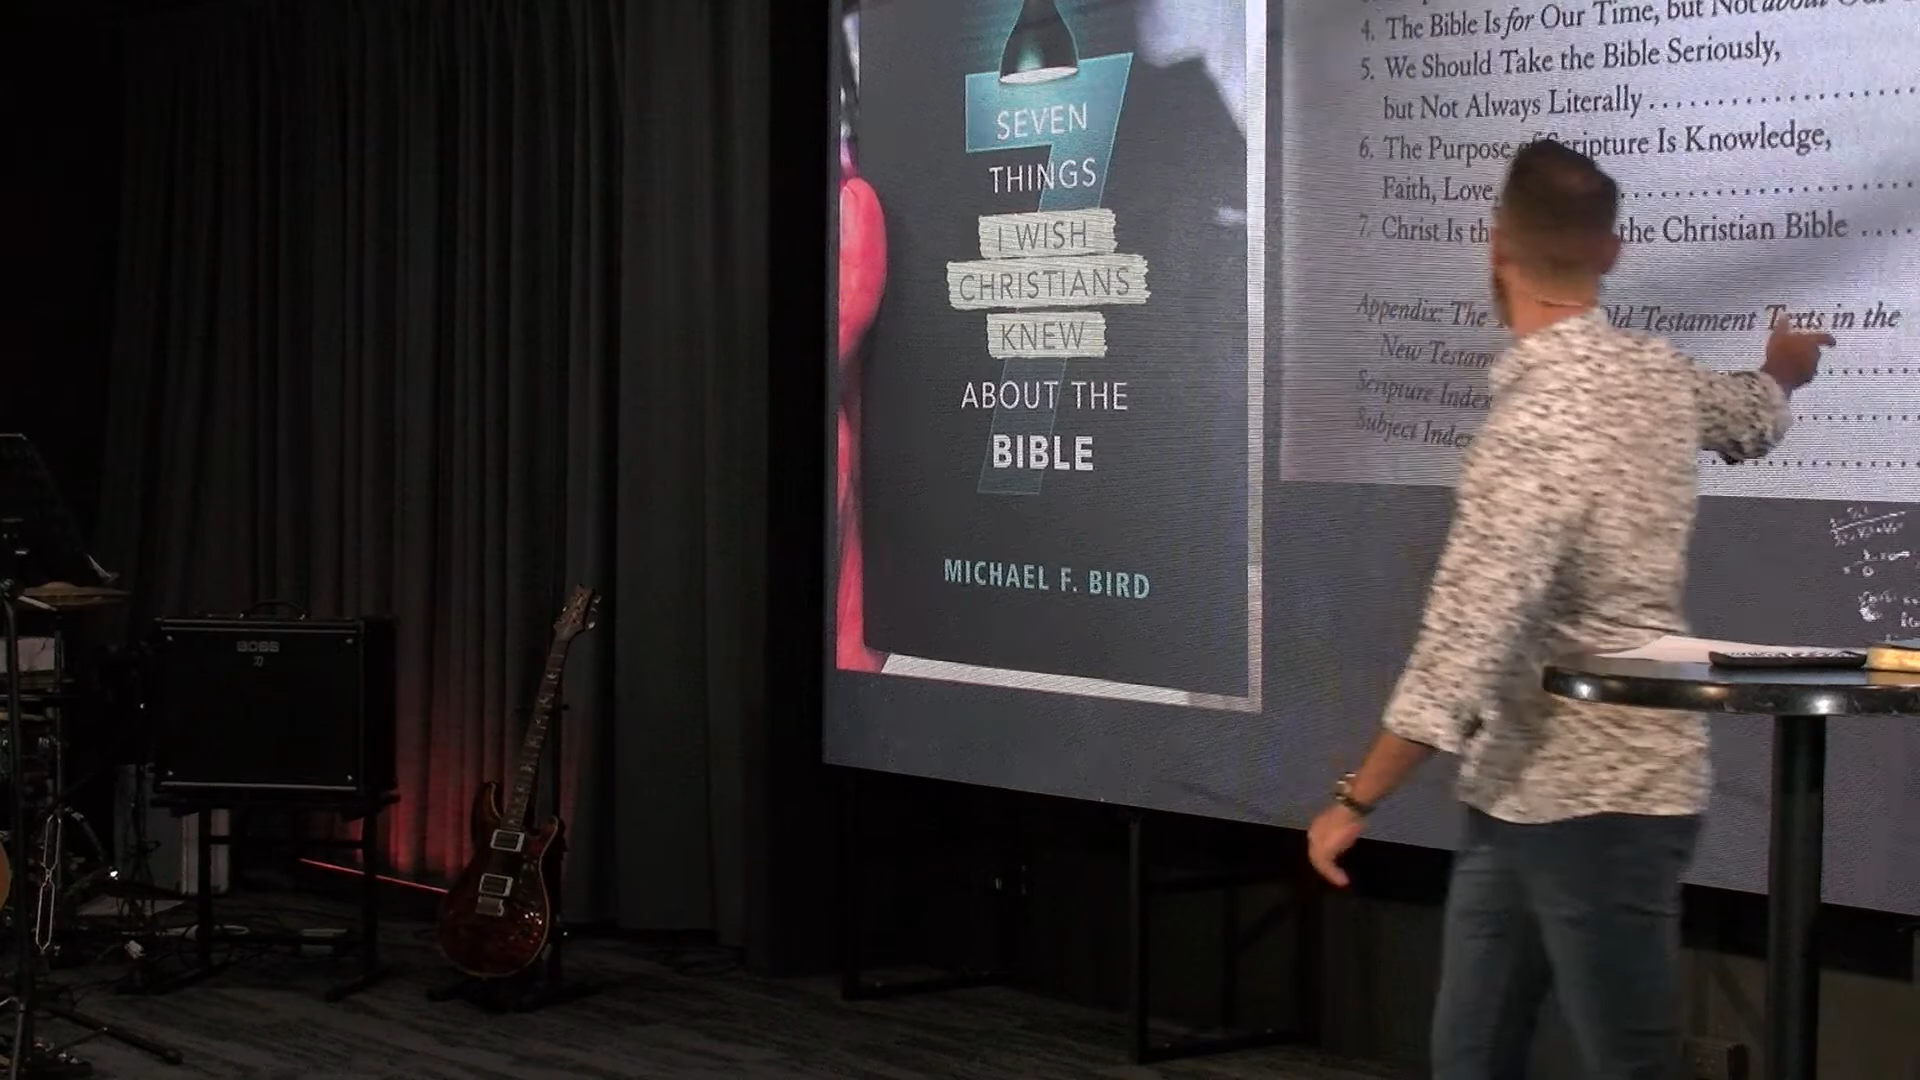 SEVEN
THINGS
I WISH
CHRISTIANS
KNEW
ABOUT THE
BIBLE
MICHAEL F. BIRD
4. The Bible Is for Our Time, but Not about
5. We Should Take the Bible Seriously,
but Not Always Literally
6. The Purpose of Scripture Is Knowledge,
Faith, Love,
7. Christ Is the Christian Bible
Appendix: The Old Testament Texts in the
New
Scripture Index
Subject Index
BOSS